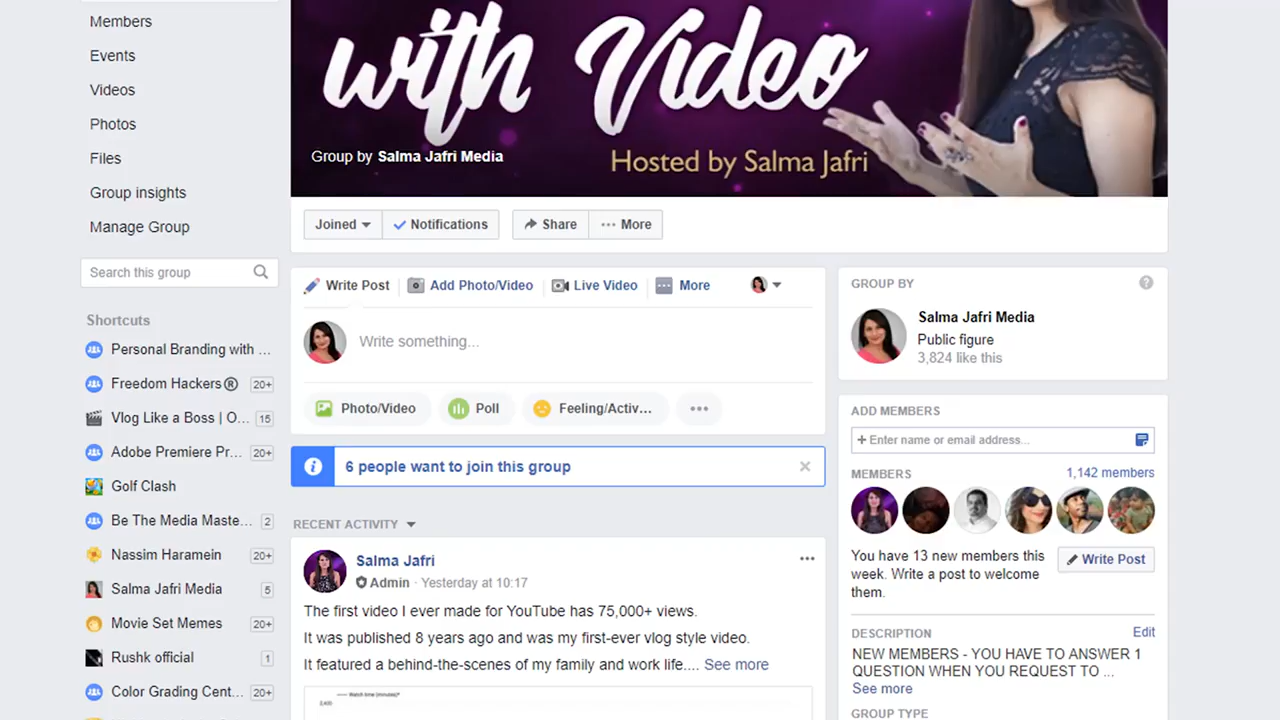 Members
Events
Videos
Photos
Files
Group insights
Manage Group
Search this group
Shortcuts
Personal Branding with ...
Freedom Hackers® 20+
Vlog Like a Boss | O... 15
Adobe Premiere Pr... 20+
Golf Clash
Be The Media Maste... 2
Nassim Haramein 20+
Salma Jafri Media 5
Movie Set Memes 20+
Rushk official 1
Color Grading Cent... 20+
with Video
Group by Salma Jafri Media
Hosted by Salma Jafri
Joined
Notifications
Share
More
Write Post
Add Photo/Video
Live Video
More
Write something...
Photo/Video
Poll
Feeling/Activ...
6 people want to join this group
RECENT ACTIVITY
Salma Jafri
Admin · Yesterday at 10:17
The first video I ever made for YouTube has 75,000+ views.
It was published 8 years ago and was my first-ever vlog style video.
It featured a behind-the-scenes of my family and work life.... See more
Watch time (minutes)*
GROUP BY
Salma Jafri Media
Public figure
3,824 like this
ADD MEMBERS
+ Enter name or email address...
MEMBERS 1,142 members
You have 13 new members this
week. Write a post to welcome
them.
Write Post
DESCRIPTION Edit
NEW MEMBERS - YOU HAVE TO ANSWER 1
QUESTION WHEN YOU REQUEST TO ...
See more
GROUP TYPE